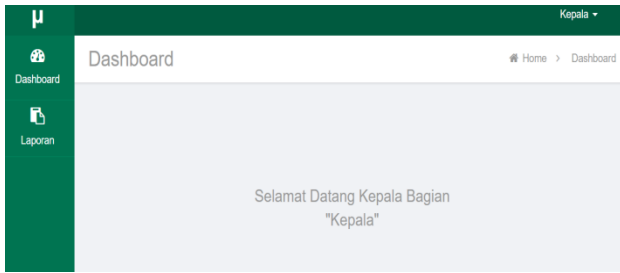 µ
Kepala
Dashboard
Laporan
Dashboard
Home > Dashboard
Selamat Datang Kepala Bagian
"Kepala"